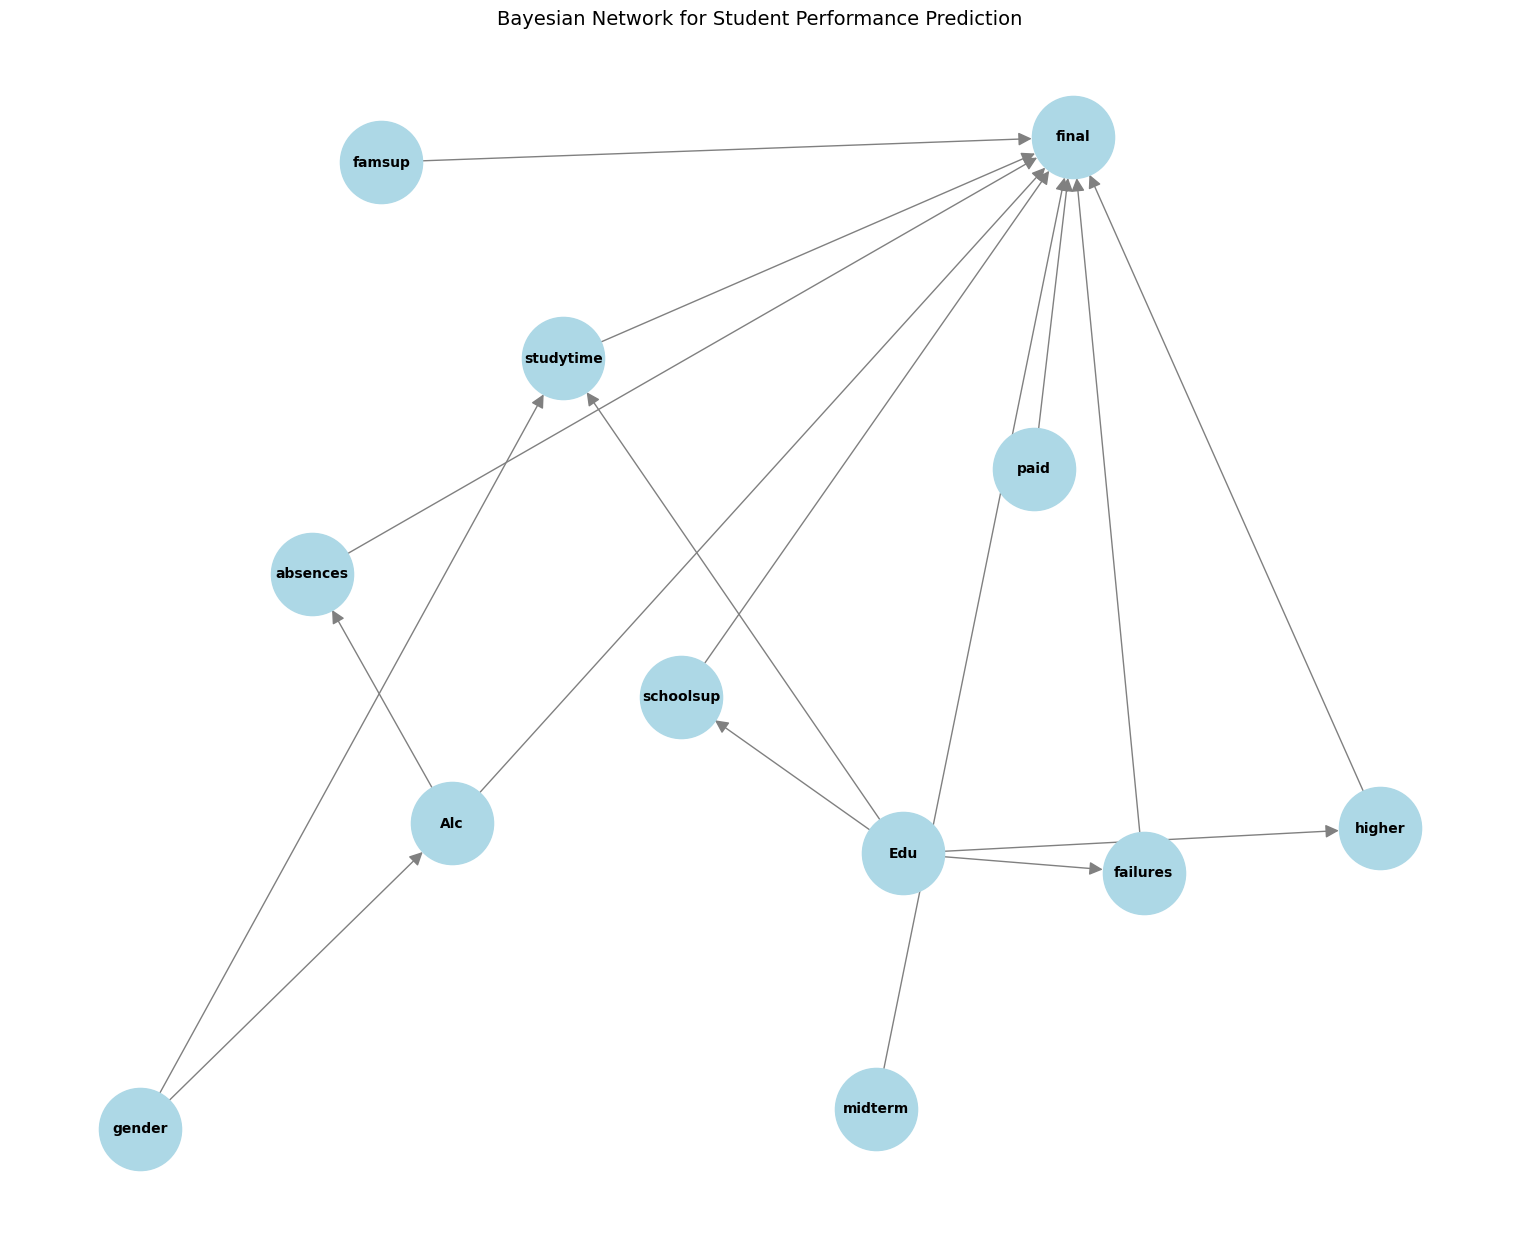 Bayesian Network for Student Performance Prediction
final
famsup
studytime
paid
absences
schoolsup
Alc
higher
Edu
failures
midterm
gender